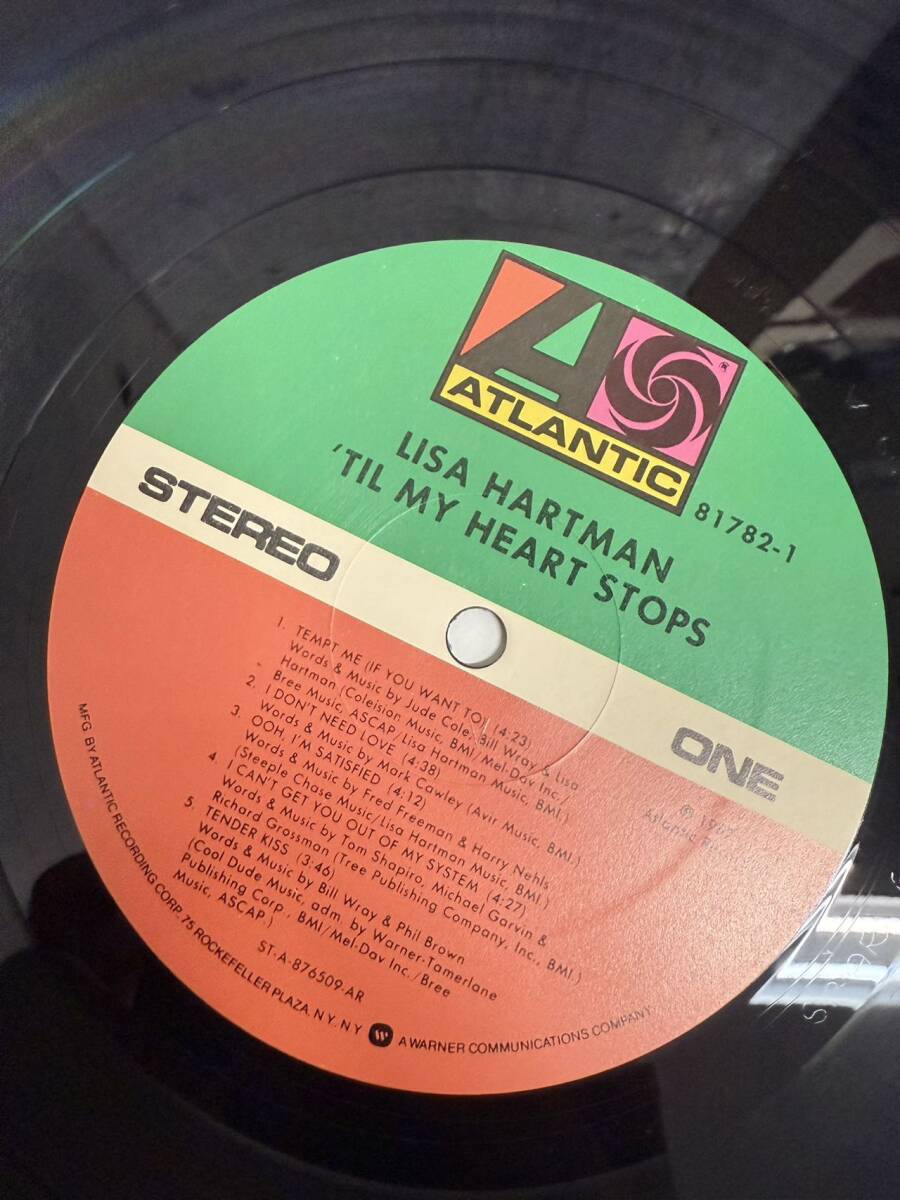 ATLANTIC
81782-1
LISA HARTMAN
'TIL MY HEART STOPS
STEREO
ONE
1. TEMPT ME (IF YOU WANT TO) (4:23)
Words & Music by Jude Cole, Bill Wray & Lisa
Hartman (Coleision Music, BMI/Mel-Dav Inc./
Bree Music, ASCAP/Lisa Hartman Music, BMI.)
2. I DON'T NEED LOVE (4:38)
Words & Music by Mark Cawley (Avir Music, BMI.)
3. OOH, I'M SATISFIED (4:12)
Words & Music by Fred Freeman & Harry Nehls
(Steeple Chase Music/Lisa Hartman Music, BMI.)
4. I CAN'T GET YOU OUT OF MY SYSTEM (4:27)
Words & Music by Tom Shapiro, Michael Garvin &
Richard Grossman (Tree Publishing Company, Inc., BMI.)
5. TENDER KISS (3:46)
Words & Music by Bill Wray & Phil Brown
(Cool Dude Music, adm. by Warner-Tamerlane
Publishing Corp., BMI/Mel-Dav Inc./Bree
Music, ASCAP)
ST-A-876509-AR
℗
Atlantic
MFG. BY ATLANTIC RECORDING CORP., 75 ROCKEFELLER PLAZA, N.Y., N.Y. A WARNER COMMUNICATIONS COMPANY